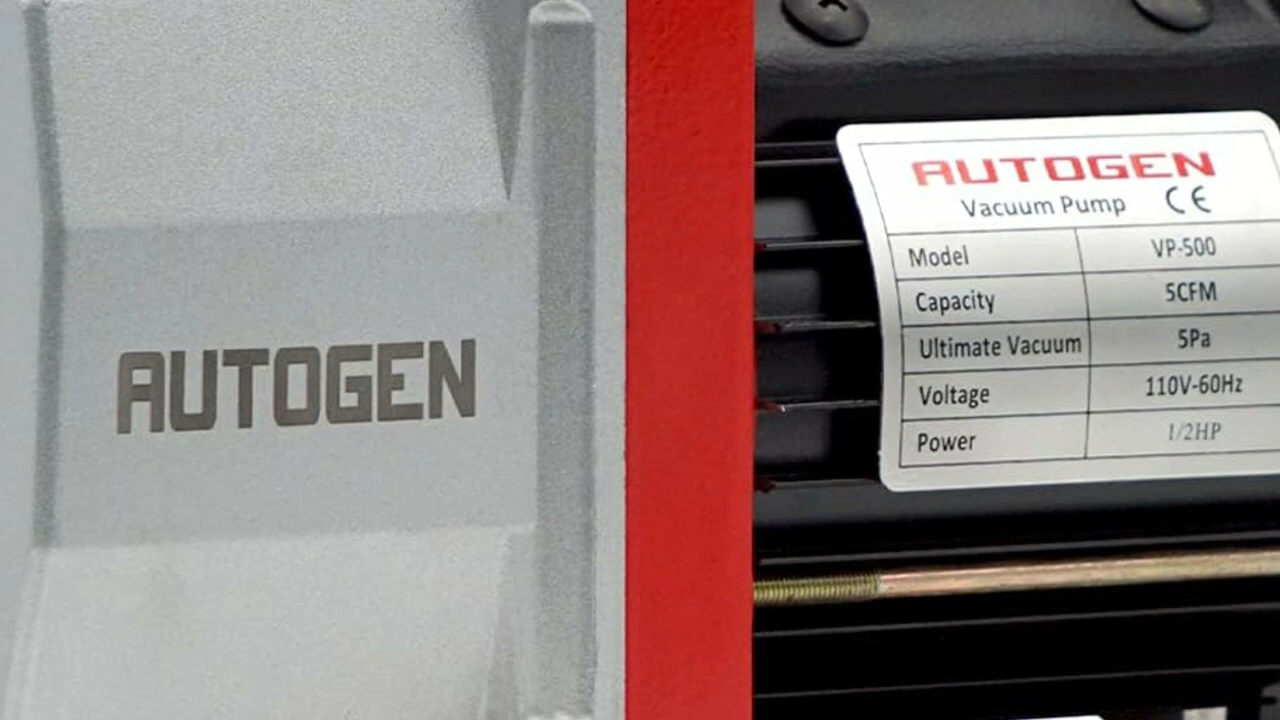 AUTOGEN
AUTOGEN
Vacuum Pump CE
Model VP-500
Capacity 5CFM
Ultimate Vacuum 5Pa
Voltage 110V-60Hz
Power 1/2HP